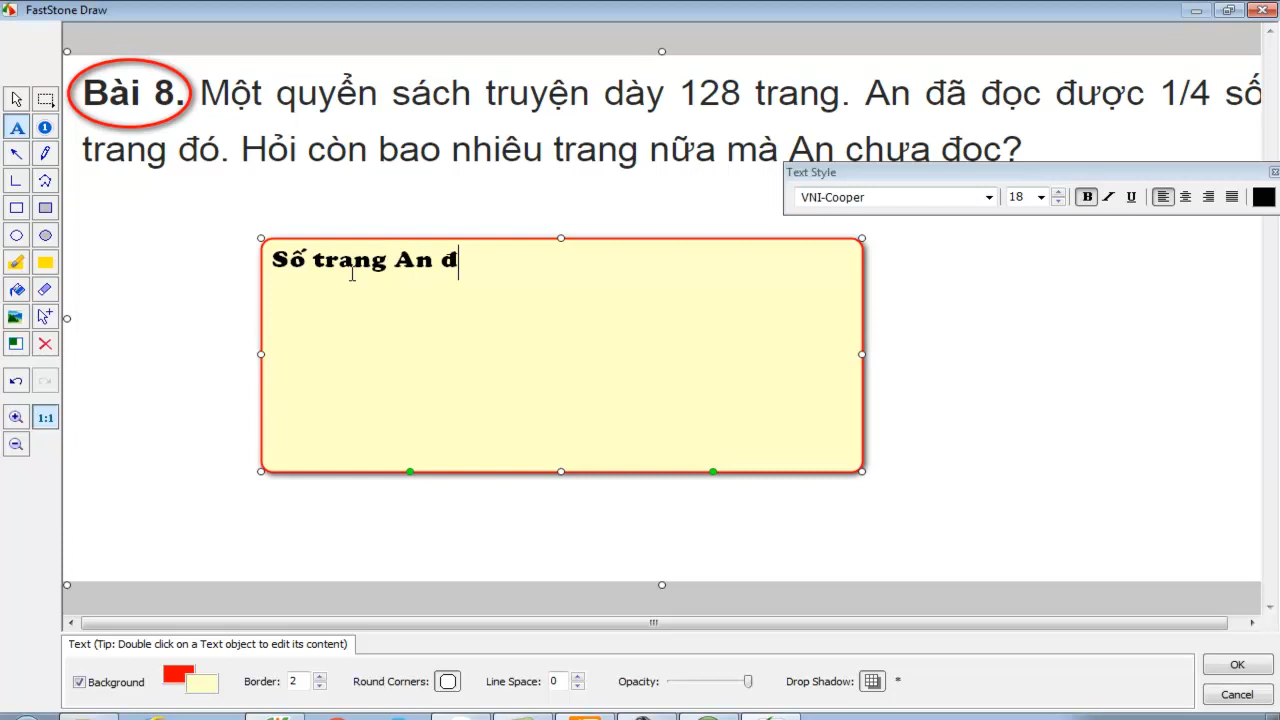 FastStone Draw
Bài 8. Một quyển sách truyện dày 128 trang. An đã đọc được 1/4 số
trang đó. Hỏi còn bao nhiêu trang nữa mà An chưa đọc?
Text Style
VNI-Cooper 18 B I U
Số trang An đ
A 1
1:1
Text (Tip: Double click on a Text object to edit its content)
Background Border: 2 Round Corners: Line Space: 0 Opacity: Drop Shadow: *
OK
Cancel